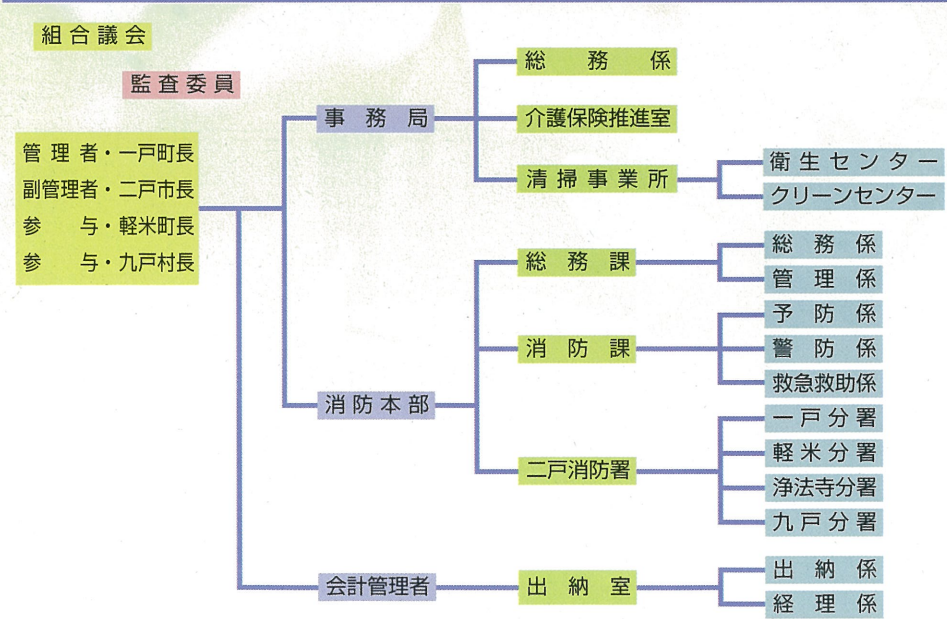 組合議会
監査委員
管理者・一戸町長
副管理者・二戸市長
参与・軽米町長
参与・九戸村長
事務局
総務係
介護保険推進室
清掃事業所
衛生センター
クリーンセンター
消防本部
総務課
総務係
管理係
消防課
予防係
警防係
救急救助係
二戸消防署
一戸分署
軽米分署
浄法寺分署
九戸分署
会計管理者
出納室
出納係
経理係